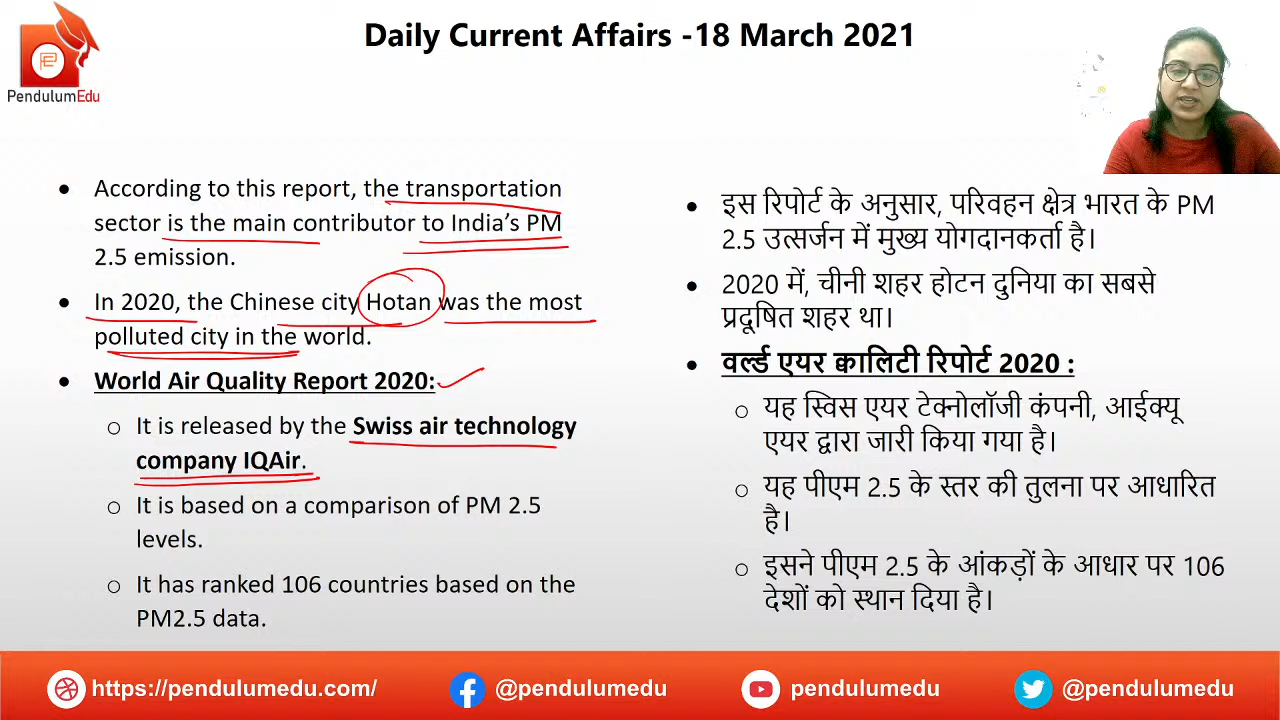 Daily Current Affairs -18 March 2021
PendulumEdu
• According to this report, the transportation
sector is the main contributor to India's PM
2.5 emission.
• In 2020, the Chinese city Hotan was the most
polluted city in the world.
• World Air Quality Report 2020:
o It is released by the Swiss air technology
company IQAir.
o It is based on a comparison of PM 2.5
levels.
o It has ranked 106 countries based on the
PM2.5 data.
• इस रिपोर्ट के अनुसार, परिवहन क्षेत्र भारत के PM
2.5 उत्सर्जन में मुख्य योगदानकर्ता है।
• 2020 में, चीनी शहर होटन दुनिया का सबसे
प्रदूषित शहर था।
• वर्ल्ड एयर क्वालिटी रिपोर्ट 2020 :
o यह स्विस एयर टेक्नोलॉजी कंपनी, आईक्यू
एयर द्वारा जारी किया गया है।
o यह पीएम 2.5 के स्तर की तुलना पर आधारित
है।
o इसने पीएम 2.5 के आंकड़ों के आधार पर 106
देशों को स्थान दिया है।
https://pendulumedu.com/
@pendulumedu
pendulumedu
@pendulumedu